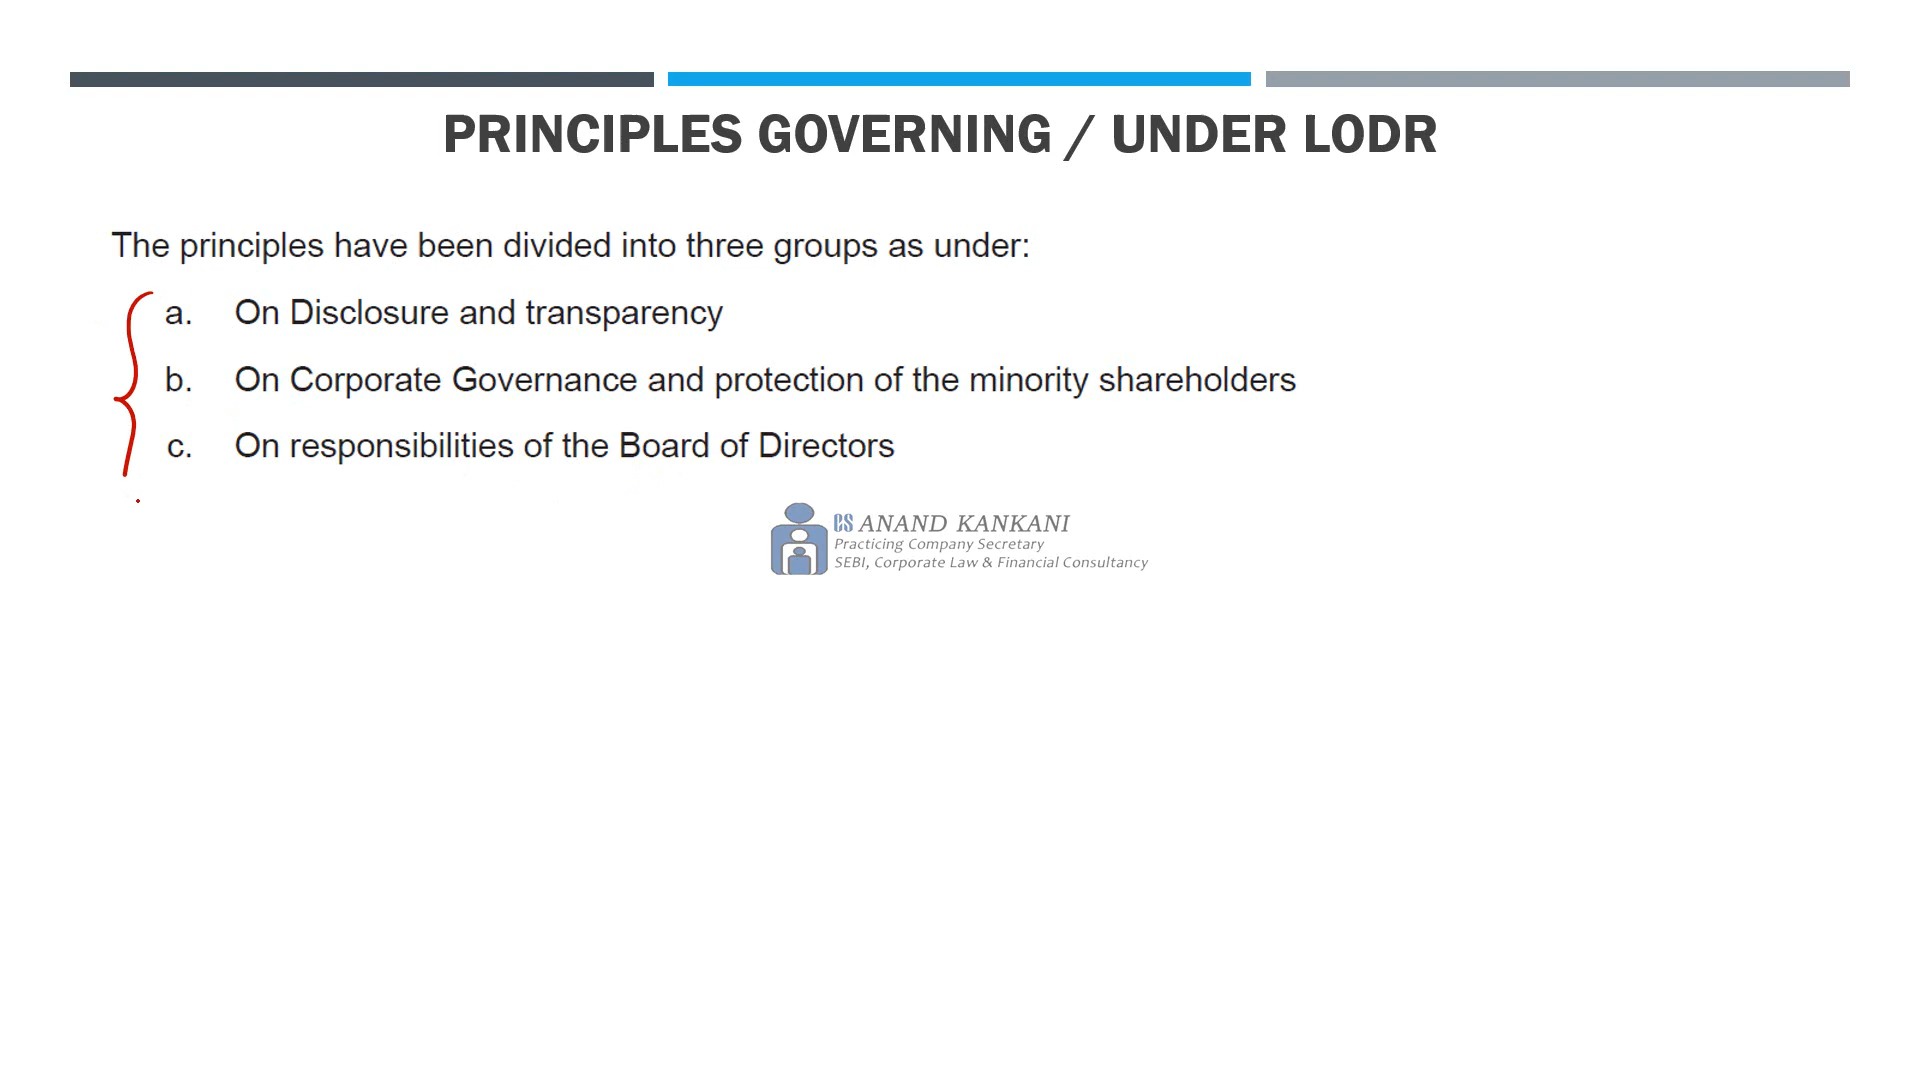 PRINCIPLES GOVERNING / UNDER LODR
The principles have been divided into three groups as under:
a. On Disclosure and transparency
b. On Corporate Governance and protection of the minority shareholders
c. On responsibilities of the Board of Directors
CS ANAND KANKANI
Practicing Company Secretary
SEBI, Corporate Law & Financial Consultancy